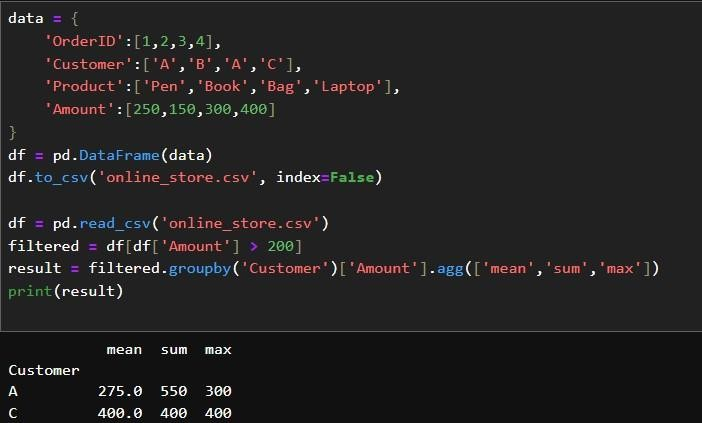 data = {
    'OrderID':[1,2,3,4],
    'Customer':['A','B','A','C'],
    'Product':['Pen','Book','Bag','Laptop'],
    'Amount':[250,150,300,400]
}
df = pd.DataFrame(data)
df.to_csv('online_store.csv', index=False)

df = pd.read_csv('online_store.csv')
filtered = df[df['Amount'] > 200]
result = filtered.groupby('Customer')['Amount'].agg(['mean','sum','max'])
print(result)

           mean  sum  max
Customer
A         275.0  550  300
C         400.0  400  400